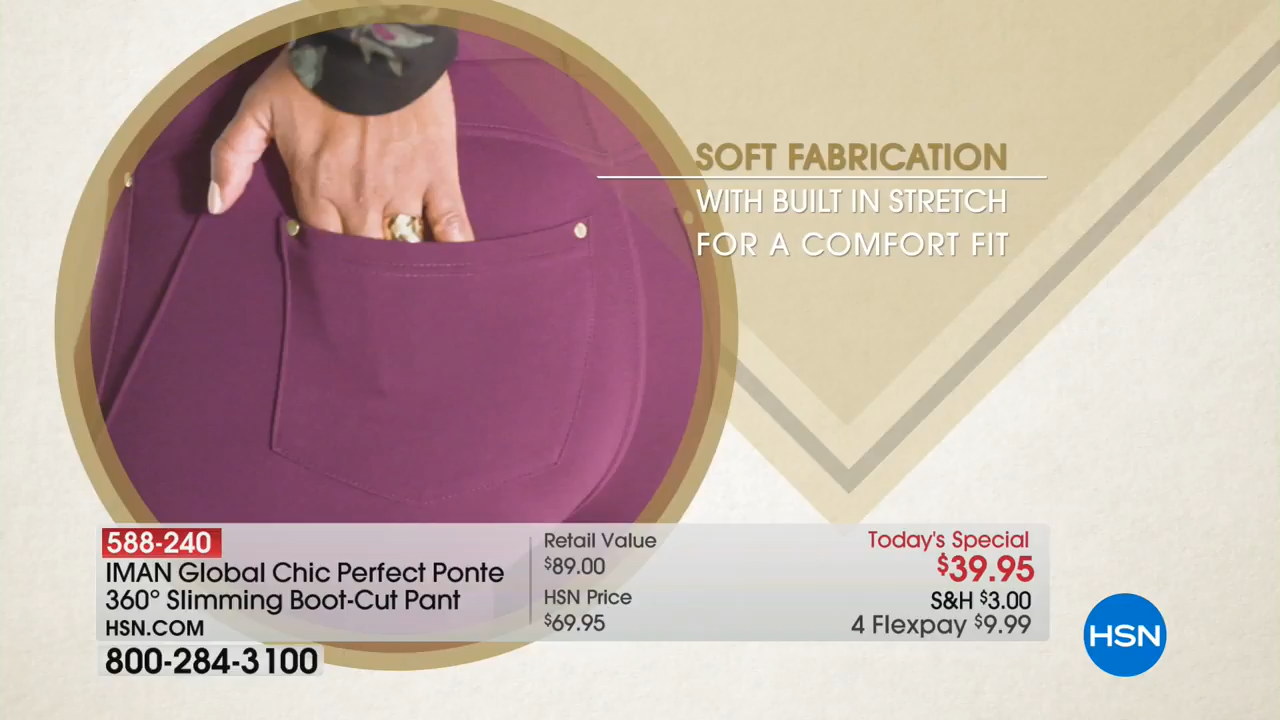 SOFT FABRICATION
WITH BUILT IN STRETCH
FOR A COMFORT FIT
588-240
IMAN Global Chic Perfect Ponte
360° Slimming Boot-Cut Pant
HSN.COM
800-284-3100
Retail Value
$89.00
HSN Price
$69.95
Today's Special
$39.95
S&H $3.00
4 Flexpay $9.99
HSN